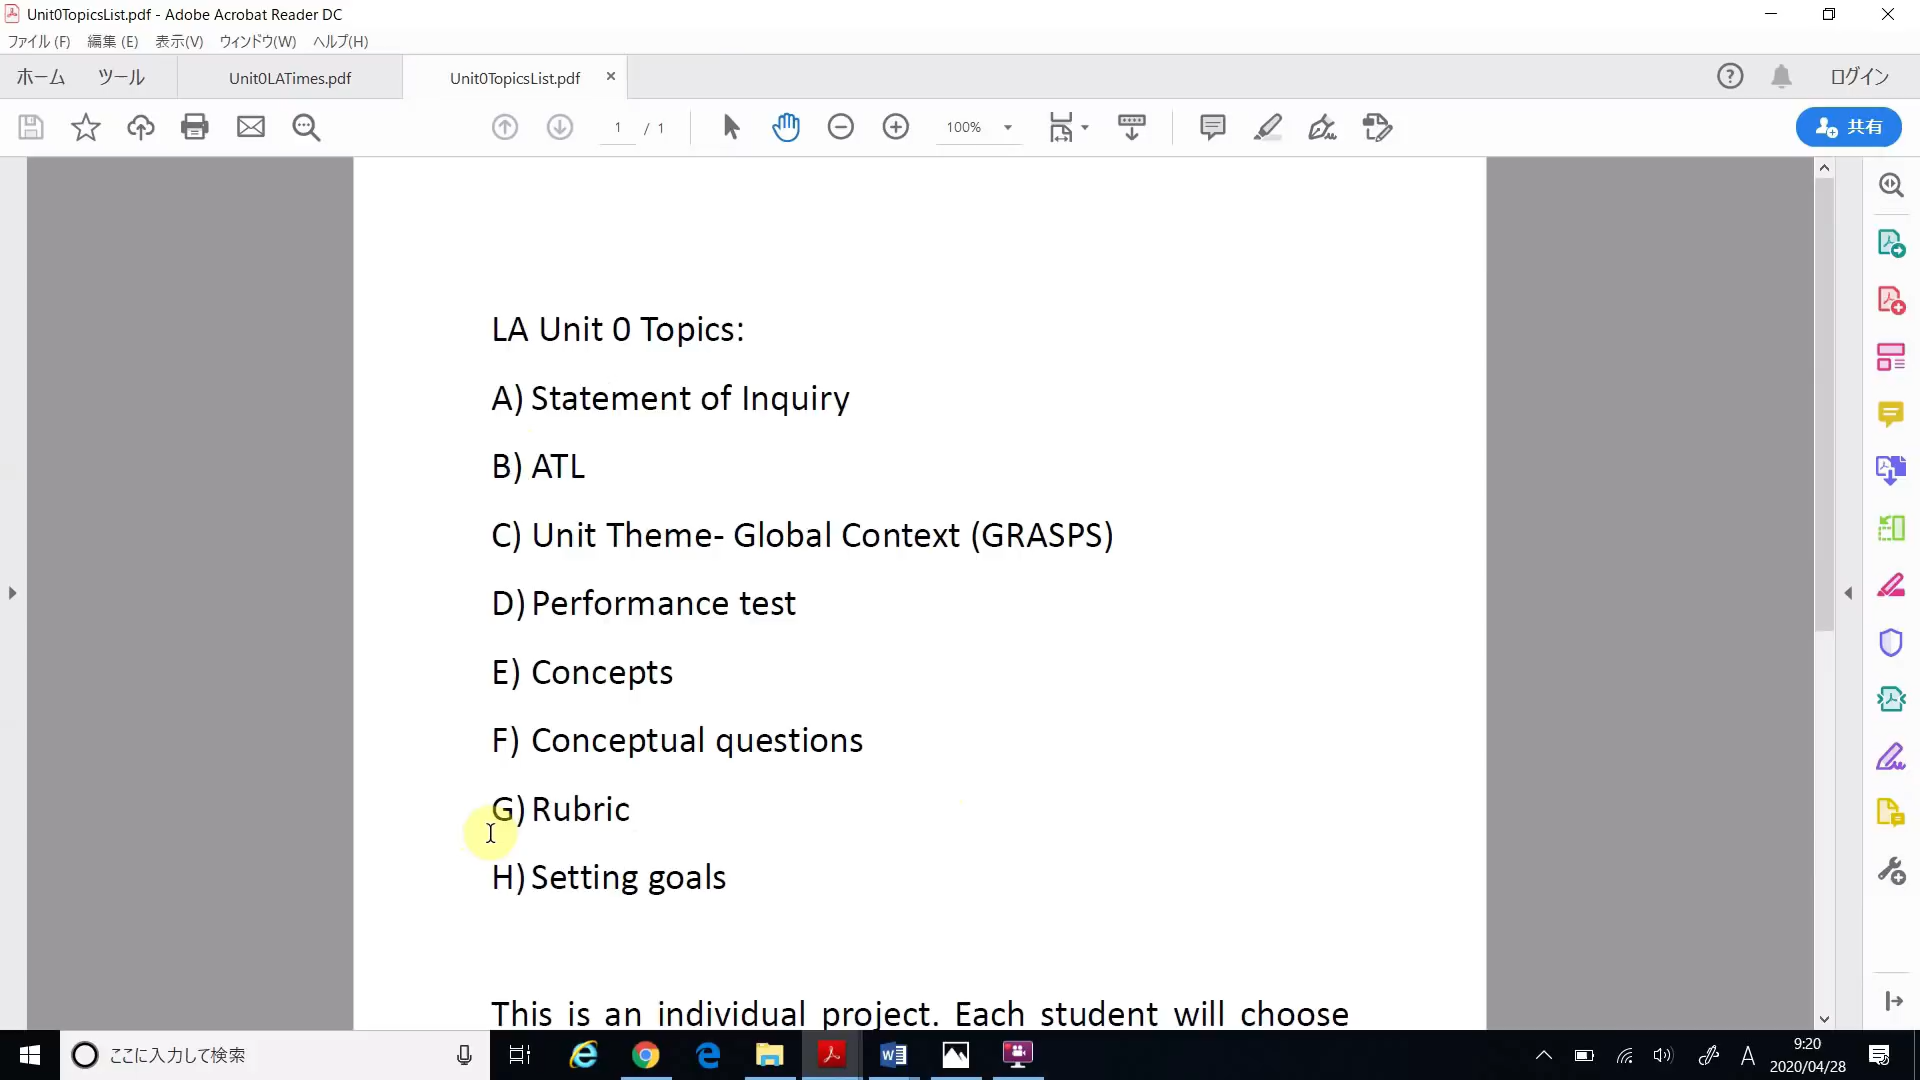 Unit0TopicsList.pdf - Adobe Acrobat Reader DC
ファイル(F) 編集(E) 表示(V) ウィンドウ(W) ヘルプ(H)
ホーム ツール Unit0LATimes.pdf Unit0TopicsList.pdf ログイン
1 / 1 100% 共有
LA Unit 0 Topics:
A) Statement of Inquiry
B) ATL
C) Unit Theme- Global Context (GRASPS)
D) Performance test
E) Concepts
F) Conceptual questions
G) Rubric
H) Setting goals
This is an individual project. Each student will choose
ここに入力して検索 A 9:20
2020/04/28